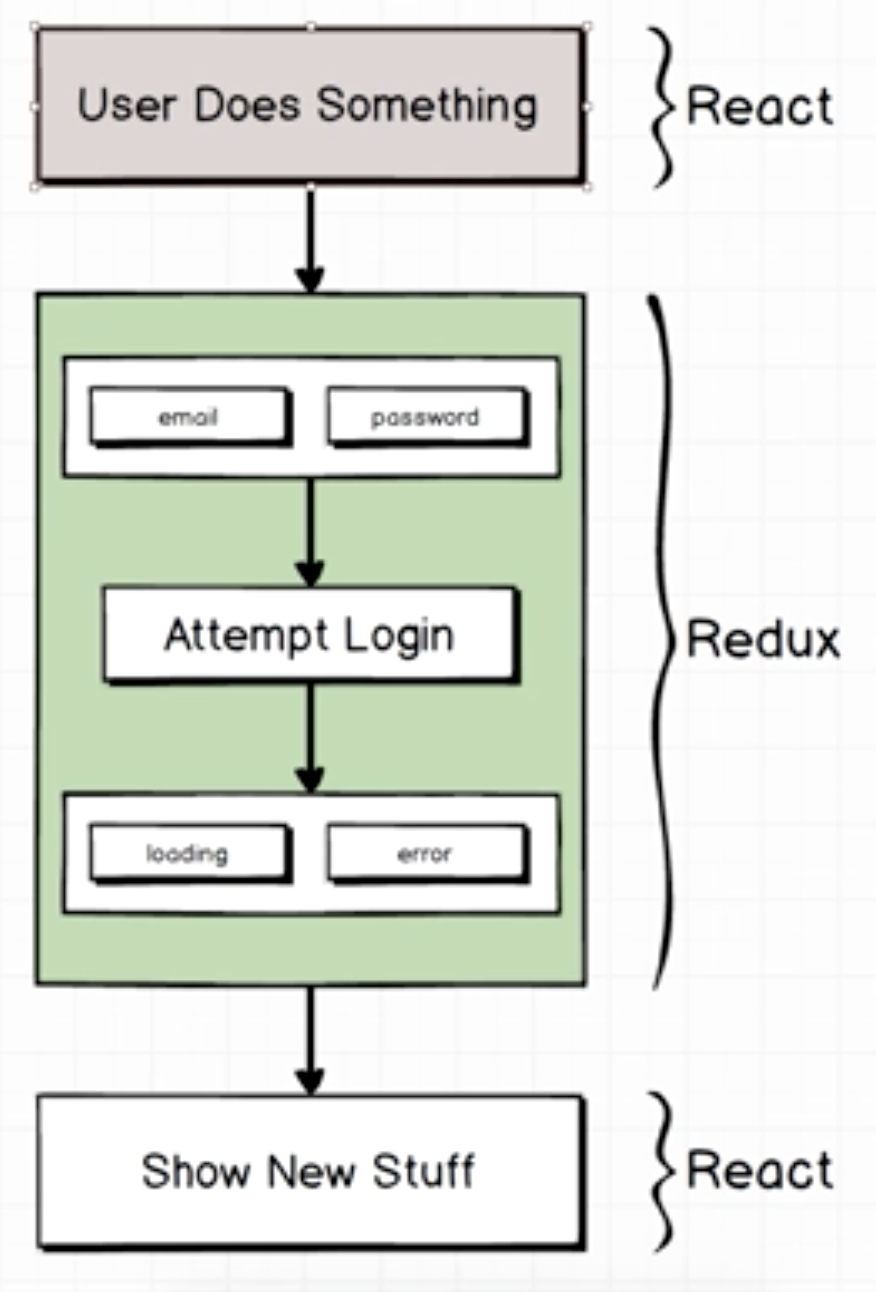 User Does Something
React
email
password
Attempt Login
Redux
loading
error
Show New Stuff
React